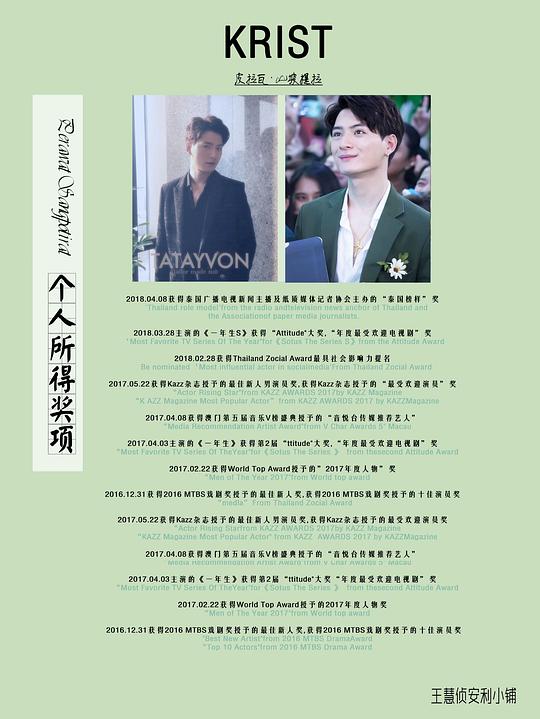 KRIST
Perawat Sangpotirat
个人所得奖项
TATAYVON
tailor made suit
2018.04.08获得泰国广播电视新闻主播及纸质媒体记者协会主办的“泰国榜样”奖
'Thailand role model'from the radio andtelevision news anchor of Thailand and
the Associationof paper media journalists.
2018.03.28主演的《一年生S》获得“Attitude"大奖,“年度最受欢迎电视剧”奖
'Most Favorite TV Series Of The Year'for《Sotus The Series S》from the Attitude Award
2018.02.28获得Thailand Zocial Award最具社会影响力提名
Be nominated 'Most influential actor in socialmedia'From Thailand Zocial Award
2017.05.22获得Kazz杂志授予的最佳新人男演员奖,获得Kazz杂志授予的“最受欢迎演员”奖
"Actor Rising Star"from KAZZ AWARDS 2017by KAZZ Magazine
"K AZZ Magazine Most Popular Actor" from KAZZ AWARDS 2017 by KAZZMagazine
2017.04.08获得澳门第五届音乐V榜盛典授予的“音悦台传媒推荐艺人”
"Media Recommend Artist Award"from V Char Awards 5° Macau
2017.04.03主演的《一年生》获得第2届“ttitude"大奖,“年度最受欢迎电视剧”奖
"Most Favorite TV Series Of TheYear"for《Sotus The Series 》 from thesecond Attitude Award
2017.02.22获得World Top Award授予的”2017年度人物”奖
"Men of The Year 2017"from World top award
2016.12.31获得2016 MTBS戏剧奖授予的最佳新人奖,获得2016 MTBS戏剧奖授予的十佳演员奖
"media" From Thailand Zocial Award
2017.05.22获得Kazz杂志授予的最佳新人男演员奖,获得Kazz杂志授予的最受欢迎演员奖
"Actor Rising Starfrom KAZZ AWARDS 2017by KAZZ Magazine
"KAZZ Magazine Most Popular Actor" from KAZZ AWARDS 2017 by KAZZMagazine
2017.04.08获得澳门第五届音乐V榜盛典授予的“音悦台传媒推荐艺人”
"Media Recommend Artist Award"from V Char Awards 5° Macau
2017.04.03主演的《一年生》获得第2届“ttitude"大奖“年度最受欢迎电视剧”奖
"Most Favorite TV Series Of TheYear"for《Sotus The Series 》 from thesecond Attitude Award
2017.02.22获得World Top Award授予的2017年度人物奖
"Men of The Year 2017"from World top award
2016.12.31获得2016 MTBS戏剧奖授予的最佳新人奖,获得2016 MTBS戏剧奖授予的十佳演员奖
"Best New Artist"from 2016 MTBS DramaAward
"Top 10 Actors"from 2016 MTBS Drama Award
王慧侦安利小铺